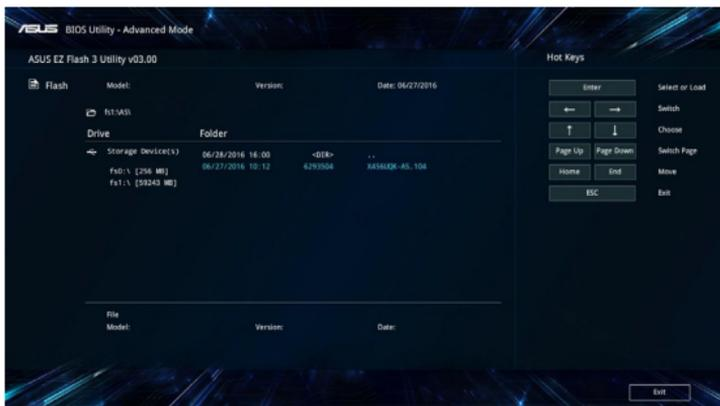 ASUS BIOS Utility - Advanced Mode
ASUS EZ Flash 3 Utility v03.00
Hot Keys
Flash
Model: Version: Date: 06/27/2016
fs1:\AS\
Drive Folder
Storage Device(s)
fs0:\ [256 MB]
fs1:\ [59243 MB]
06/28/2016 16:00 <DIR> ..
06/27/2016 10:12 6293504 X456UQK-AS.104
File
Model: Version: Date:
Enter Select or Load
← → Switch
↑ ↓ Choose
Page Up Page Down Switch Page
Home End Move
ESC Exit
Exit